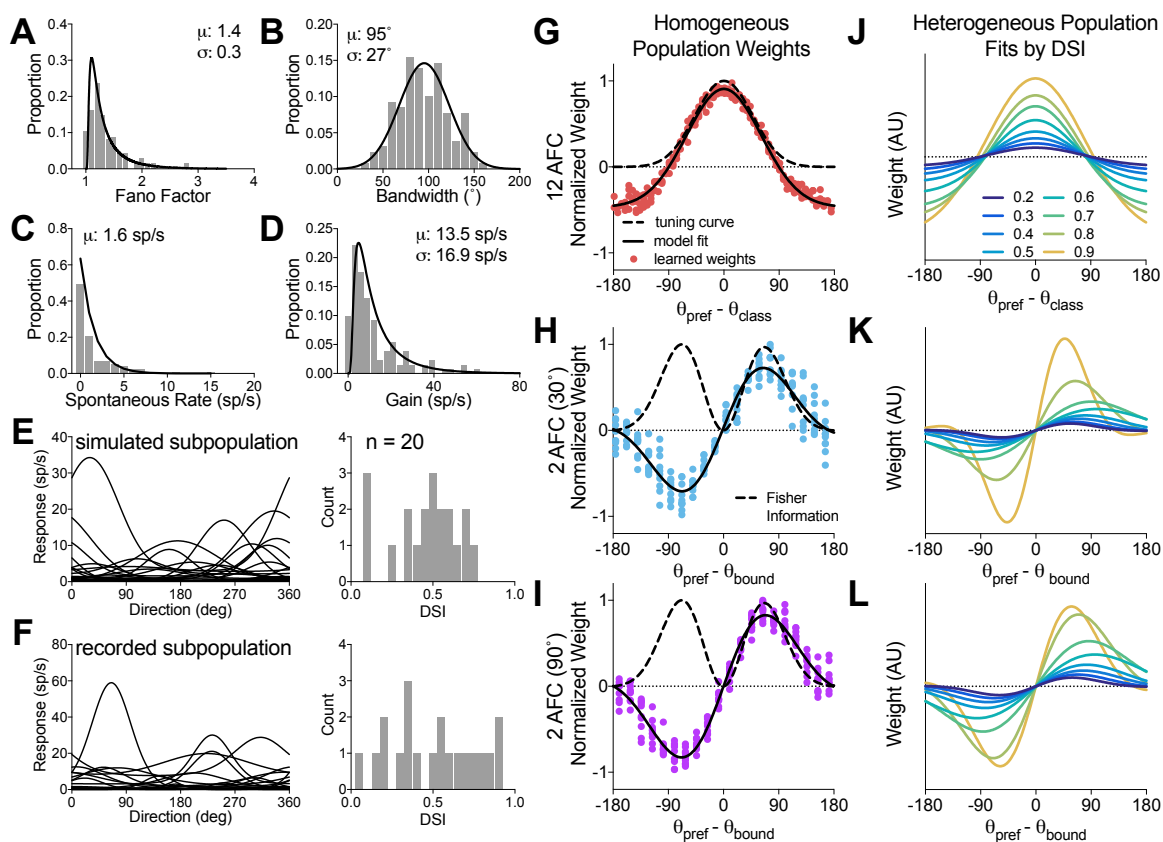 A
μ: 1.4
σ: 0.3
Proportion
0.4
0.3
0.2
0.1
0.0
1
2
3
4
Fano Factor
B
μ: 95°
σ: 27°
Proportion
0.20
0.15
0.10
0.05
0.00
0
50
100
150
200
Bandwidth (°)
C
μ: 1.6 sp/s
Proportion
0.8
0.6
0.4
0.2
0.0
0
5
10
15
20
Spontaneous Rate (sp/s)
D
μ: 13.5 sp/s
σ: 16.9 sp/s
Proportion
0.25
0.20
0.15
0.10
0.05
0.00
0
40
80
Gain (sp/s)
E
simulated subpopulation
Response (sp/s)
40
30
20
10
0
0
90
180
270
360
Direction (deg)
n = 20
Count
4
3
2
1
0
0.0
0.5
1.0
DSI
F
recorded subpopulation
Response (sp/s)
80
60
40
20
0
0
90
180
270
360
Direction (deg)
Count
4
3
2
1
0
0.0
0.5
1.0
DSI
Homogeneous
Population Weights
G
12 AFC
Normalized Weight
1
0
-1
tuning curve
model fit
learned weights
-180
-90
0
90
180
θpref - θclass
H
2 AFC (30°)
Normalized Weight
1
0
-1
Fisher
Information
-180
-90
0
90
180
θpref - θbound
I
2 AFC (90°)
Normalized Weight
1
0
-1
-180
-90
0
90
180
θpref - θbound
Heterogeneous Population
Fits by DSI
J
Weight (AU)
0.2
0.6
0.3
0.7
0.4
0.8
0.5
0.9
-180
-90
0
90
180
θpref - θclass
K
Weight (AU)
-180
-90
0
90
180
θpref - θbound
L
Weight (AU)
-180
-90
0
90
180
θpref - θbound